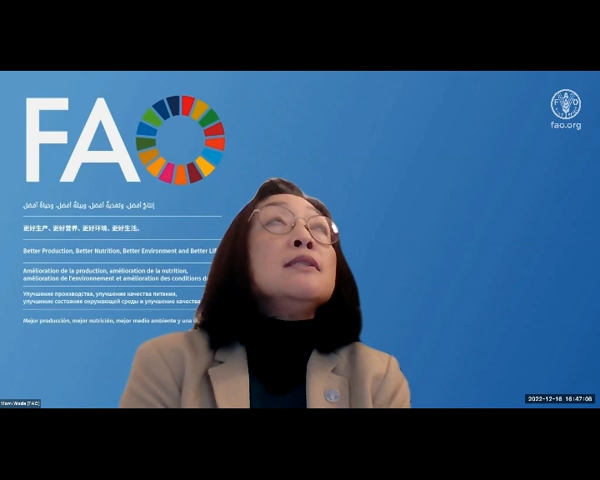 FAO
FAO
fao.org
إنتاج أفضل، وتغذية أفضل، وبيئة أفضل، وحياة أفضل
更好生产、更好营养、更好环境、更好生活。
Better Production, Better Nutrition, Better Environment and Better
Amélioration de la production, amélioration de la nutrition,
amélioration de l'environnement et amélioration des conditions
Улучшение производства, улучшение качества питания,
улучшение состояния окружающей среды и улучшение качества
Mejor producción, mejor nutrición, mejor medio ambiente y una
[FAO]
2022-12-16 16:47:06